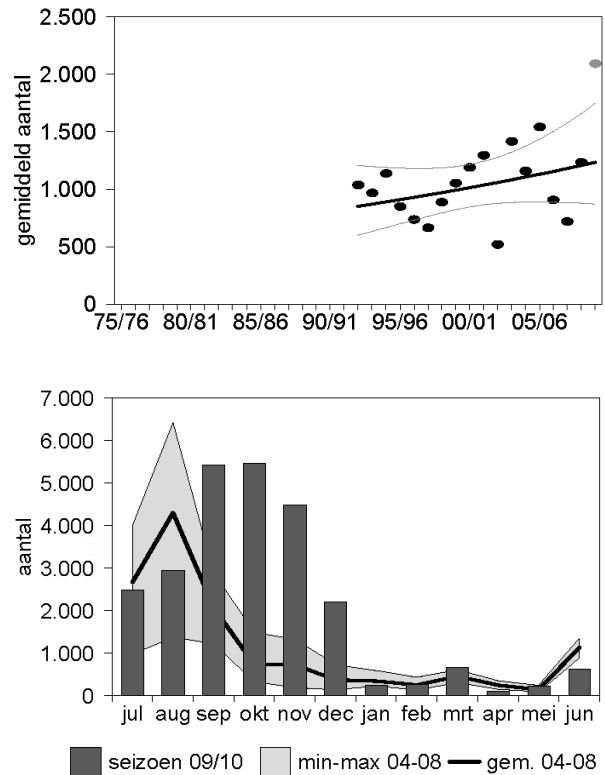 2.500
2.000
1.500
1.000
500
0
gemiddeld aantal
75/76 80/81 85/86 90/91 95/96 00/01 05/06
7.000
6.000
5.000
4.000
3.000
2.000
1.000
0
aantal
jul aug sep okt nov dec jan feb mrt apr mei jun
seizoen 09/10 min-max 04-08 gem. 04-08